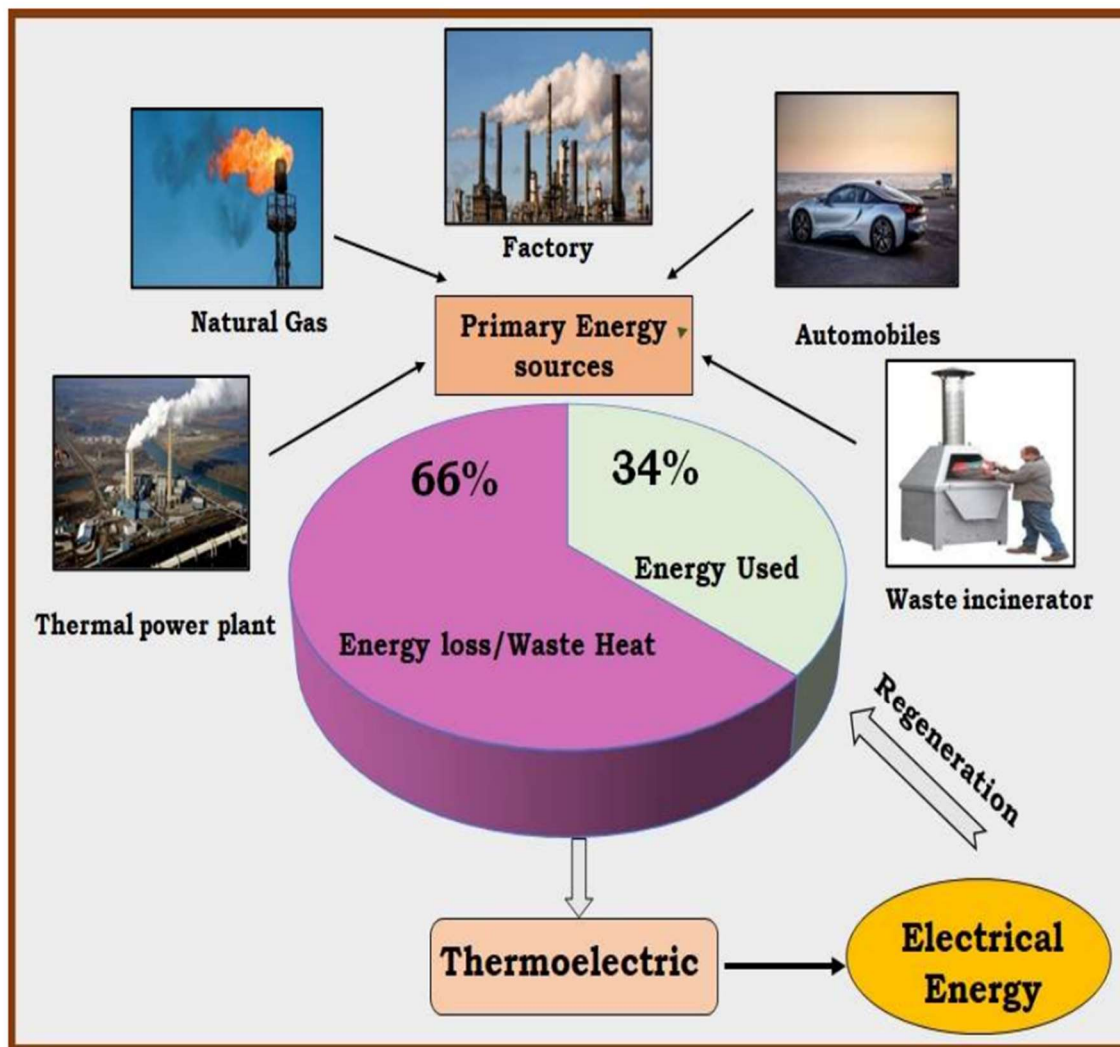 Factory
Natural Gas
Automobiles
Primary Energy
sources
Thermal power plant
Waste incinerator
66%
34%
Energy Used
Energy loss/Waste Heat
Regeneration
Thermoelectric
Electrical
Energy